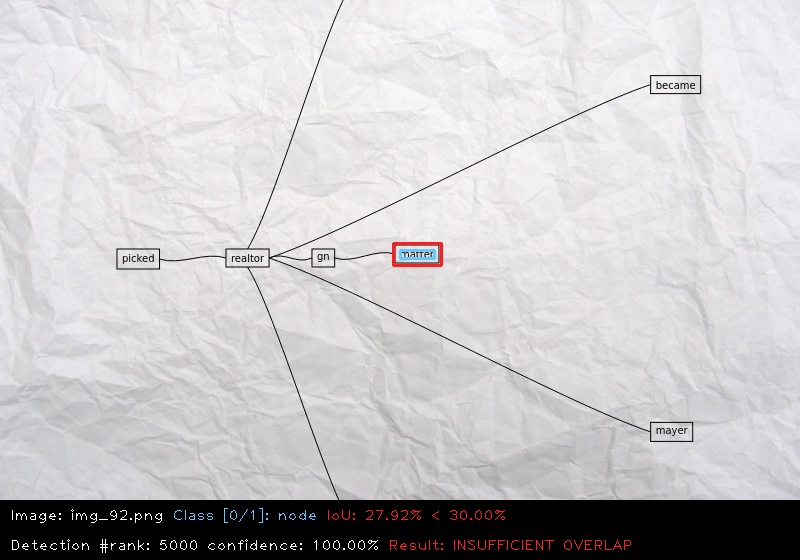 became
picked
realtor
gn
matter
mayer
Image: img_92.png Class [0/1]: node IoU: 27.92% < 30.00%
Detection #rank: 5000 confidence: 100.00% Result: INSUFFICIENT OVERLAP